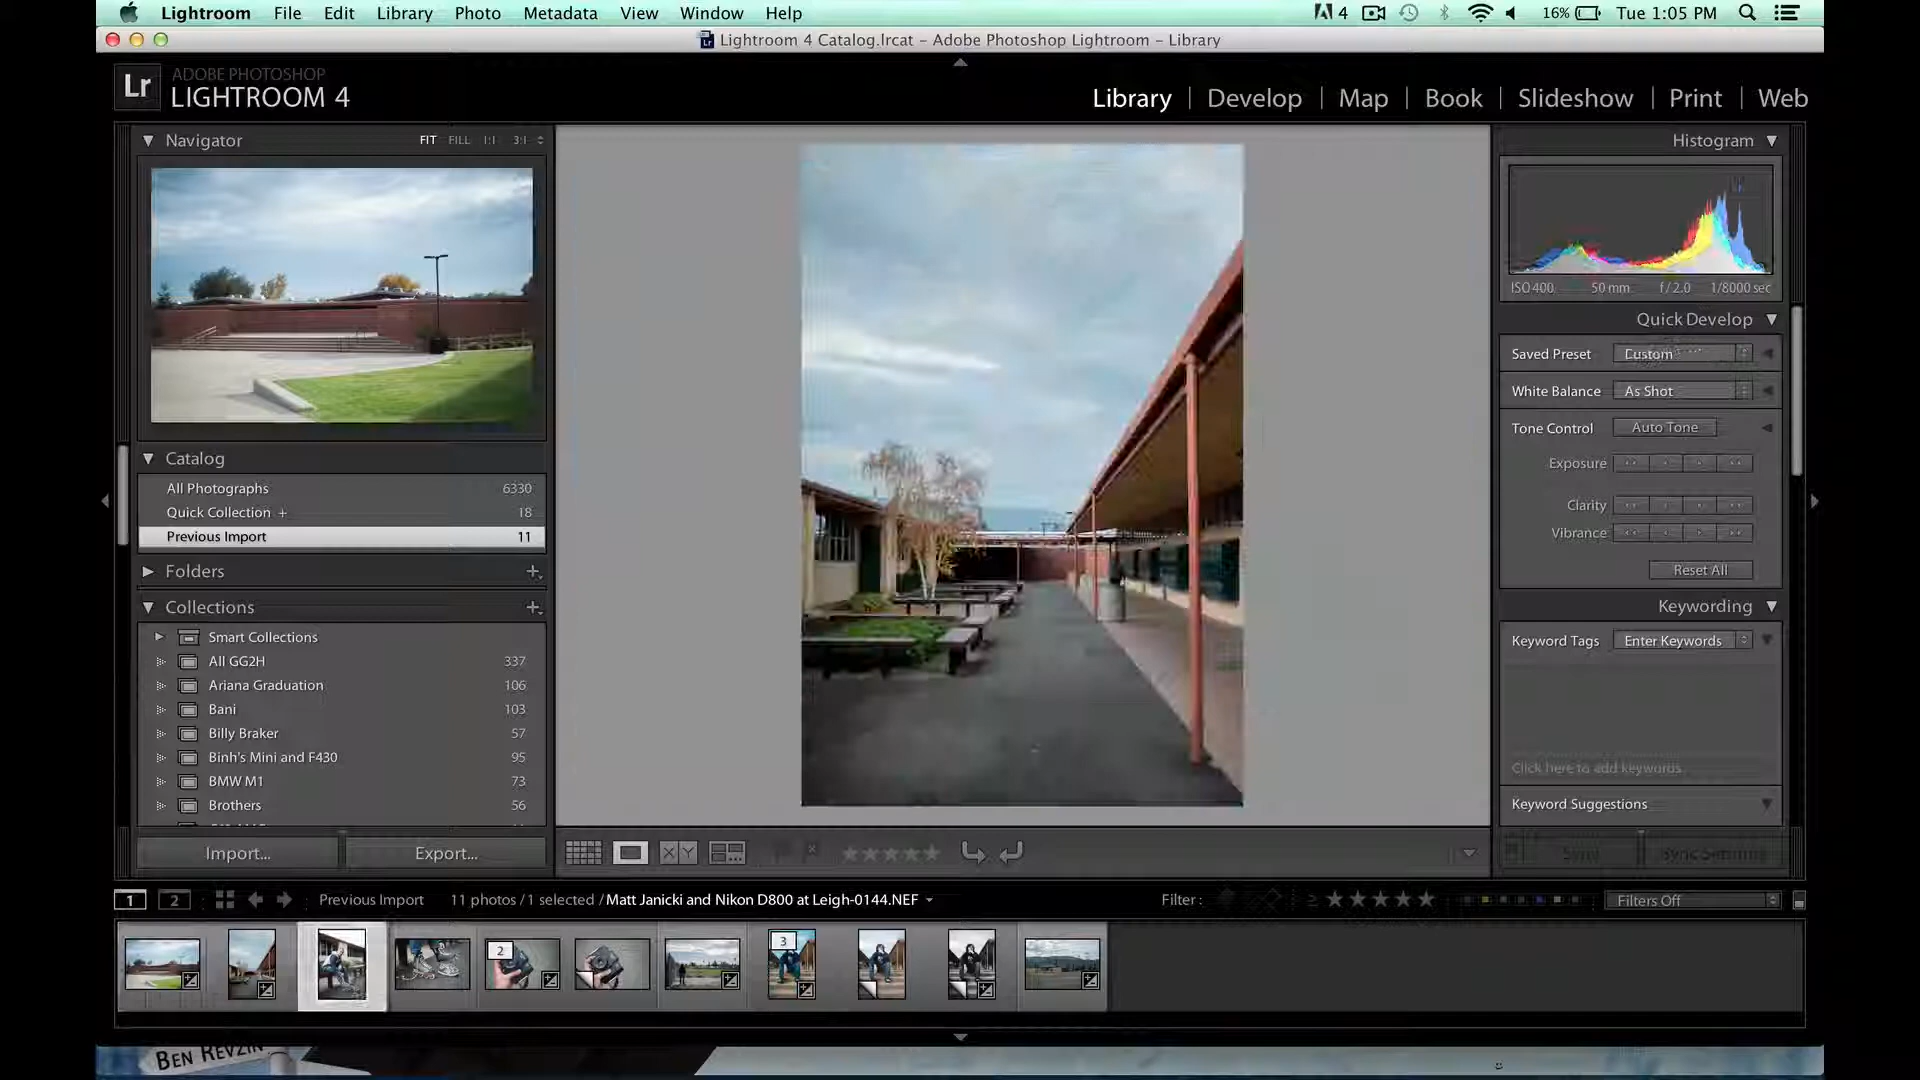 Lightroom File Edit Library Photo Metadata View Window Help 4 16% Tue 1:05 PM
Lightroom 4 Catalog.lrcat – Adobe Photoshop Lightroom – Library
Lr ADOBE PHOTOSHOP
LIGHTROOM 4
Library | Develop | Map | Book | Slideshow | Print | Web
Navigator FIT FILL 1:1 3:1
Catalog
All Photographs 6330
Quick Collection + 18
Previous Import 11
Folders
Collections
Smart Collections
All GG2H 337
Ariana Graduation 106
Bani 103
Billy Braker 57
Binh's Mini and F430 95
BMW M1 73
Brothers 56
Import... Export...
Histogram
ISO 400 50 mm f / 2.0 1/8000 sec
Quick Develop
Saved Preset Custom
White Balance As Shot
Tone Control Auto Tone
Exposure
Clarity
Vibrance
Reset All
Keywording
Keyword Tags Enter Keywords
Click here to add keywords
Keyword Suggestions
Sync Sync Settings
X Y
1 2 Previous Import 11 photos / 1 selected / Matt Janicki and Nikon D800 at Leigh-0144.NEF Filter : Filters Off
2
3
BEN REVZIN